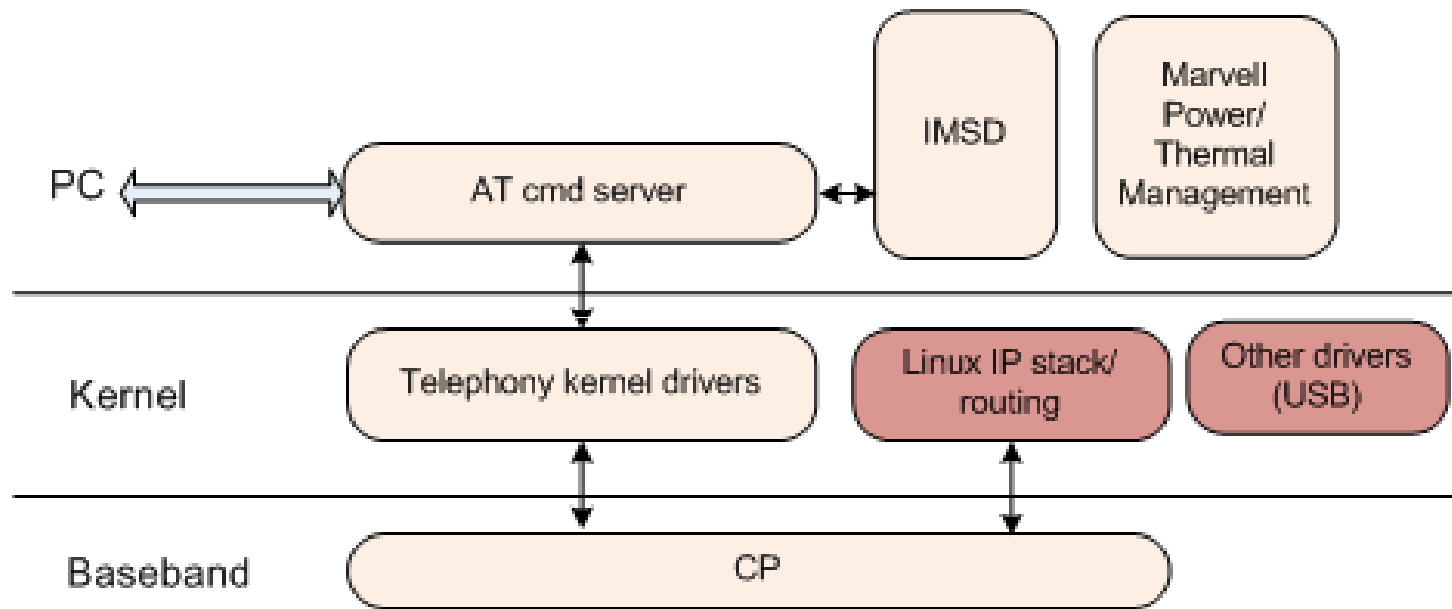 PC
AT cmd server
IMSD
Marvell
Power/
Thermal
Management
Kernel
Telephony kernel drivers
Linux IP stack/
routing
Other drivers
(USB)
Baseband
CP